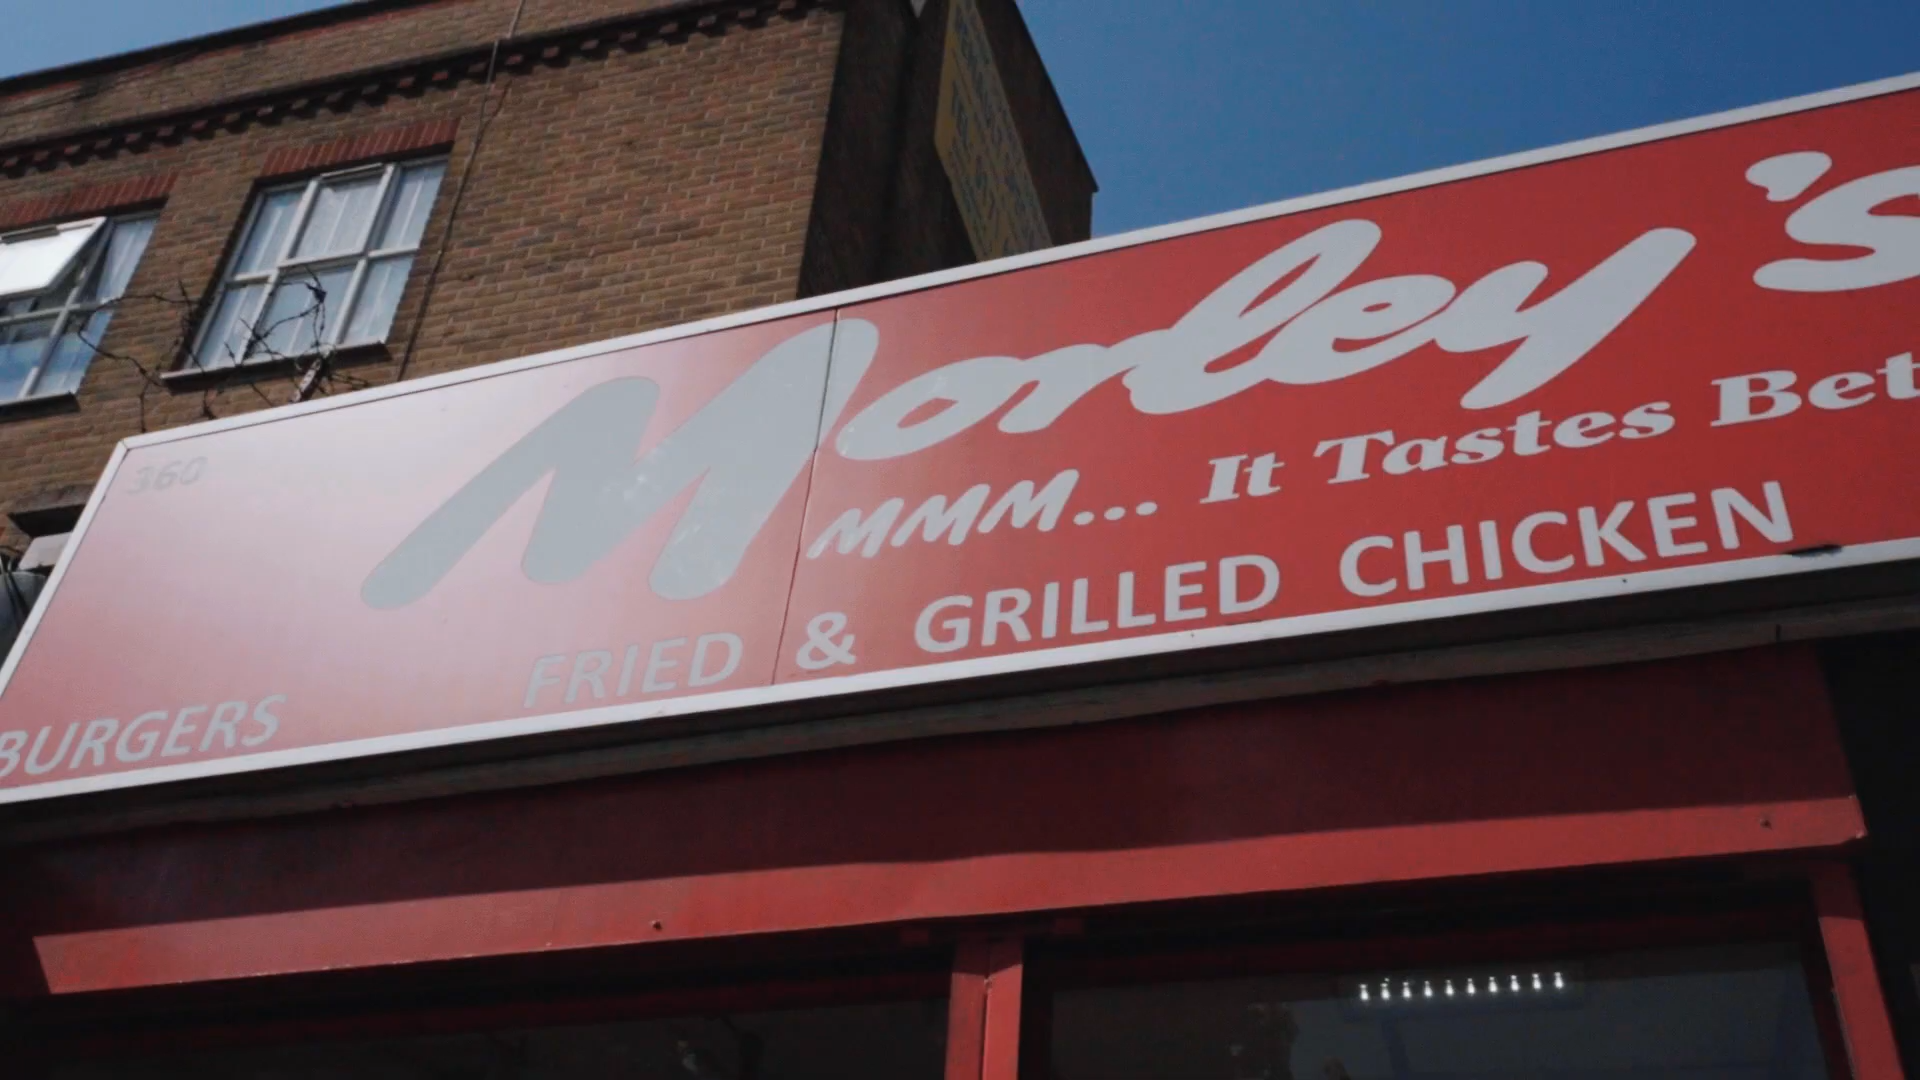 360
Morley's
MMM... It Tastes Bet
BURGERS FRIED & GRILLED CHICKEN